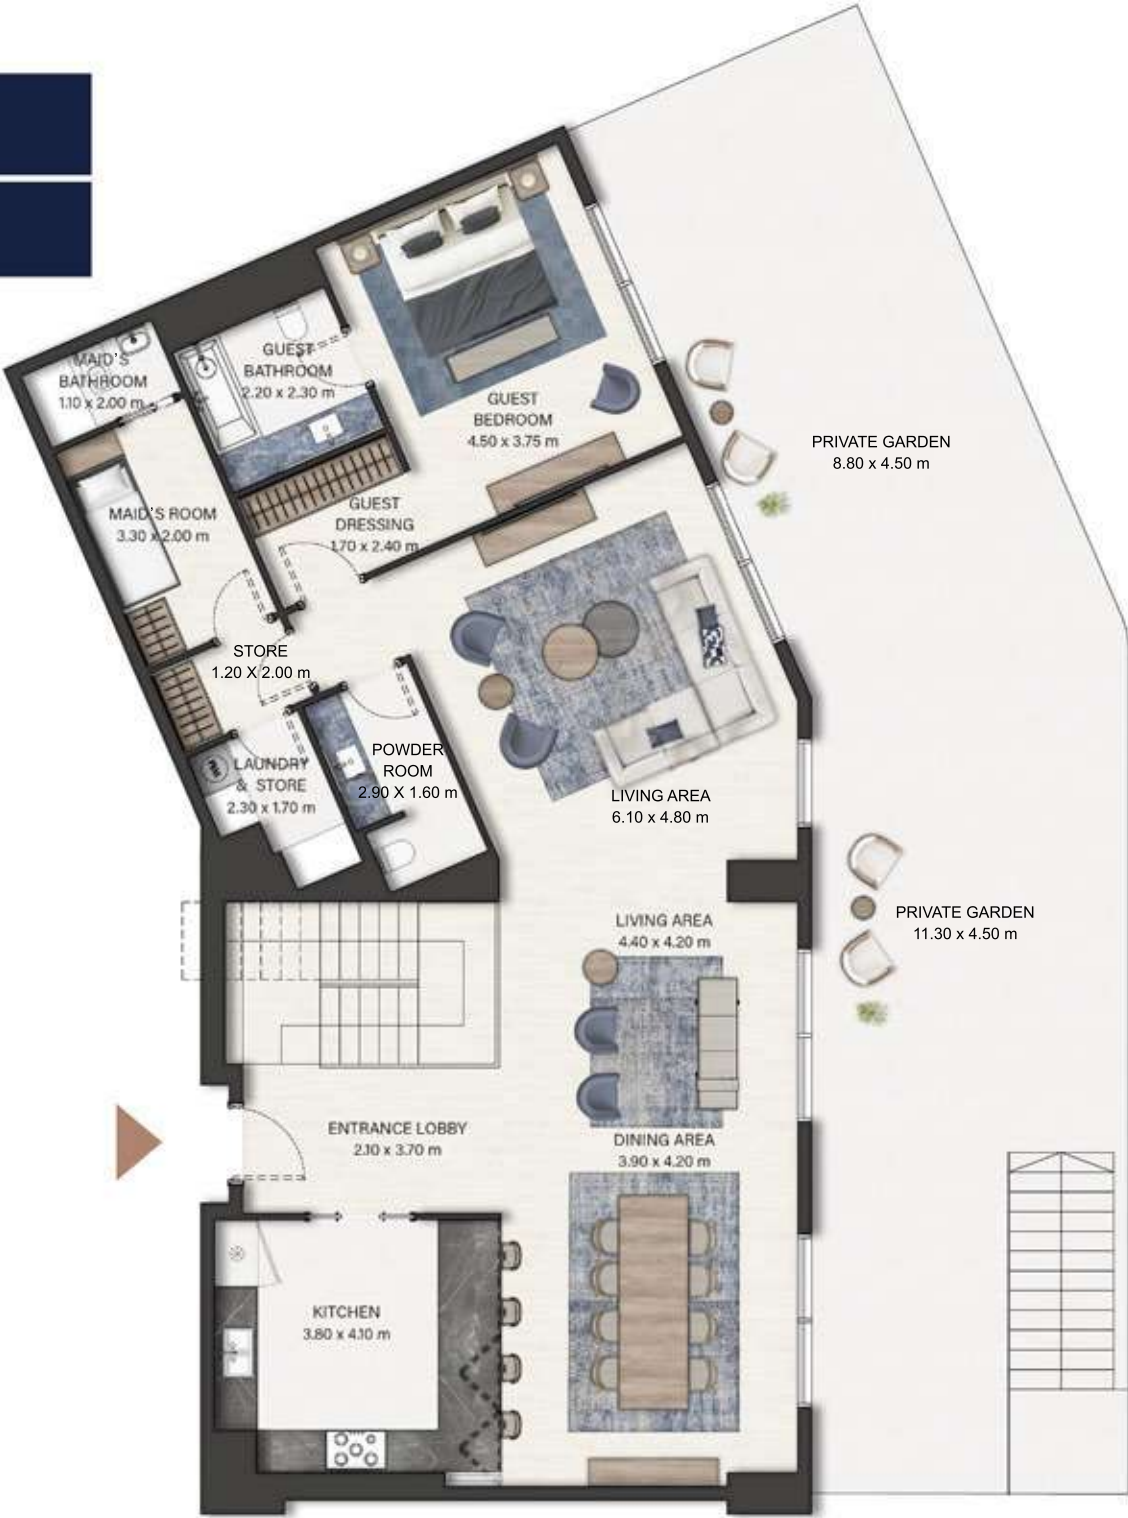 MAID'S
BATHROOM
1.10 x 2.00 m
GUEST
BATHROOM
2.20 x 2.30 m
GUEST
BEDROOM
4.50 x 3.75 m
PRIVATE GARDEN
8.80 x 4.50 m
MAID'S ROOM
3.30 x 2.00 m
GUEST
DRESSING
1.70 x 2.40 m
STORE
1.20 X 2.00 m
LAUNDRY
& STORE
2.30 x 1.70 m
POWDER
ROOM
2.90 X 1.60 m
LIVING AREA
6.10 x 4.80 m
LIVING AREA
4.40 x 4.20 m
PRIVATE GARDEN
11.30 x 4.50 m
ENTRANCE LOBBY
2.10 x 3.70 m
DINING AREA
3.90 x 4.20 m
KITCHEN
3.80 x 4.10 m